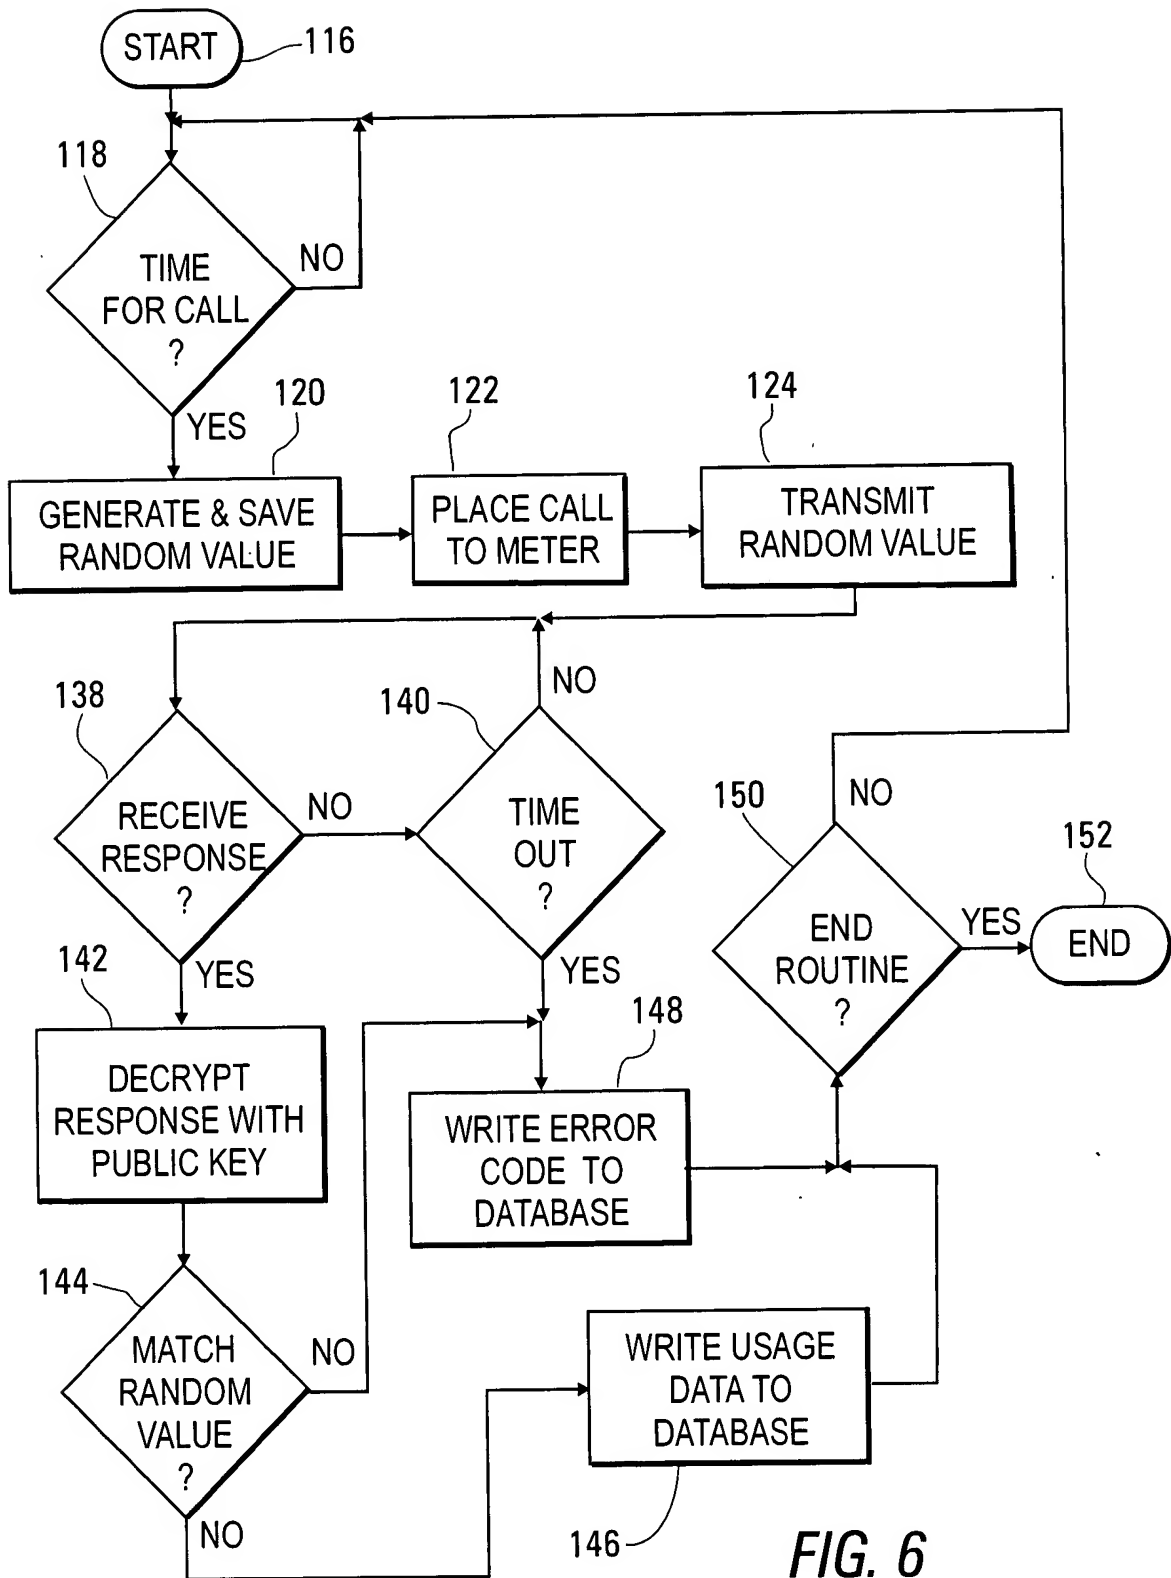 START
116
118
TIME
FOR CALL
?
NO
YES
120
GENERATE & SAVE
RANDOM VALUE
122
PLACE CALL
TO METER
124
TRANSMIT
RANDOM VALUE
138
RECEIVE
RESPONSE
?
NO
YES
140
TIME
OUT
?
NO
YES
142
DECRYPT
RESPONSE WITH
PUBLIC KEY
144
MATCH
RANDOM
VALUE
?
NO
NO
148
WRITE ERROR
CODE TO
DATABASE
WRITE USAGE
DATA TO
DATABASE
146
150
END
ROUTINE
?
NO
YES
152
END
FIG. 6